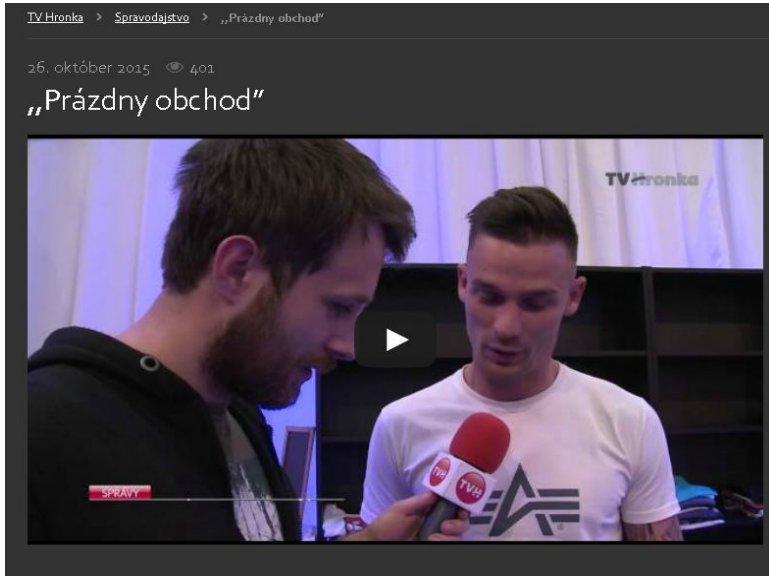 TV Hronka > Spravodajstvo > ,,Prázdny obchod"
26. október 2015 401
,,Prázdny obchod"
TV Hronka
SPRÁVY
TVH
TVH